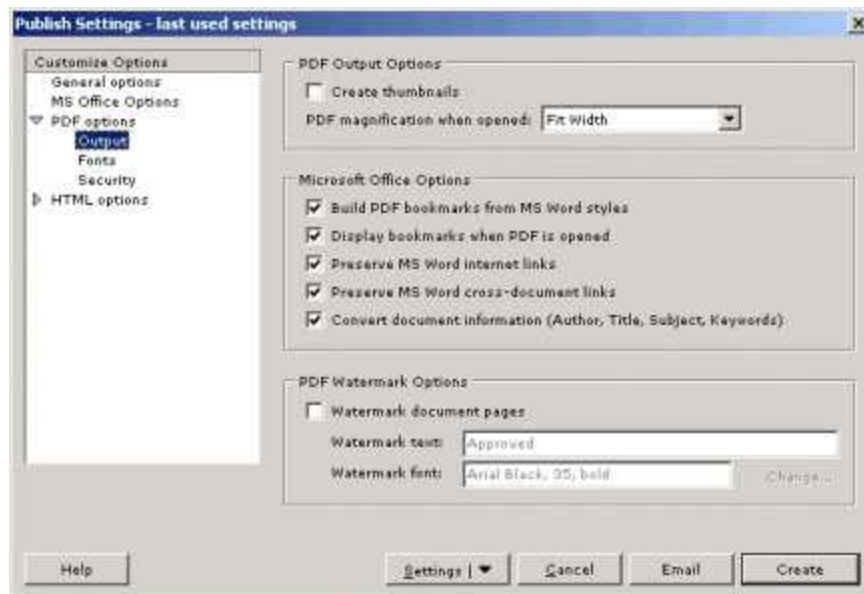 Publish Settings - last used settings
Customize Options
General options
MS Office Options
PDF options
Output
Fonts
Security
HTML options
PDF Output Options
Create thumbnails
PDF magnification when opened: Fit Width
Microsoft Office Options
Build PDF bookmarks from MS Word styles
Display bookmarks when PDF is opened
Preserve MS Word internet links
Preserve MS Word cross-document links
Convert document information (Author, Title, Subject, Keywords)
PDF Watermark Options
Watermark document pages
Watermark text: Approved
Watermark font: Arial Black, 35, bold Change...
Help Settings | Cancel Email Create